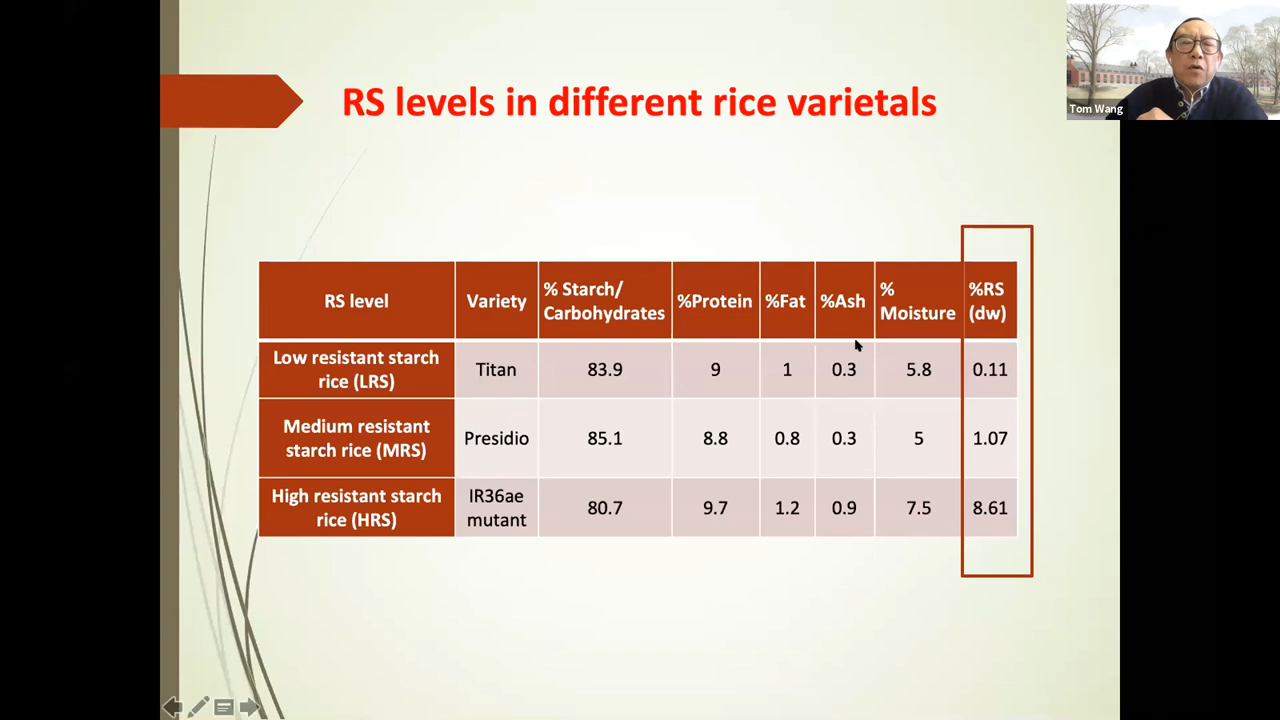 RS levels in different rice varietals
Tom Wang
RS level
Variety
% Starch/
Carbohydrates
%Protein
%Fat
%Ash
%
Moisture
%RS
(dw)
Low resistant starch
rice (LRS)
Titan
83.9
9
1
0.3
5.8
0.11
Medium resistant
starch rice (MRS)
Presidio
85.1
8.8
0.8
0.3
5
1.07
High resistant starch
rice (HRS)
IR36ae
mutant
80.7
9.7
1.2
0.9
7.5
8.61